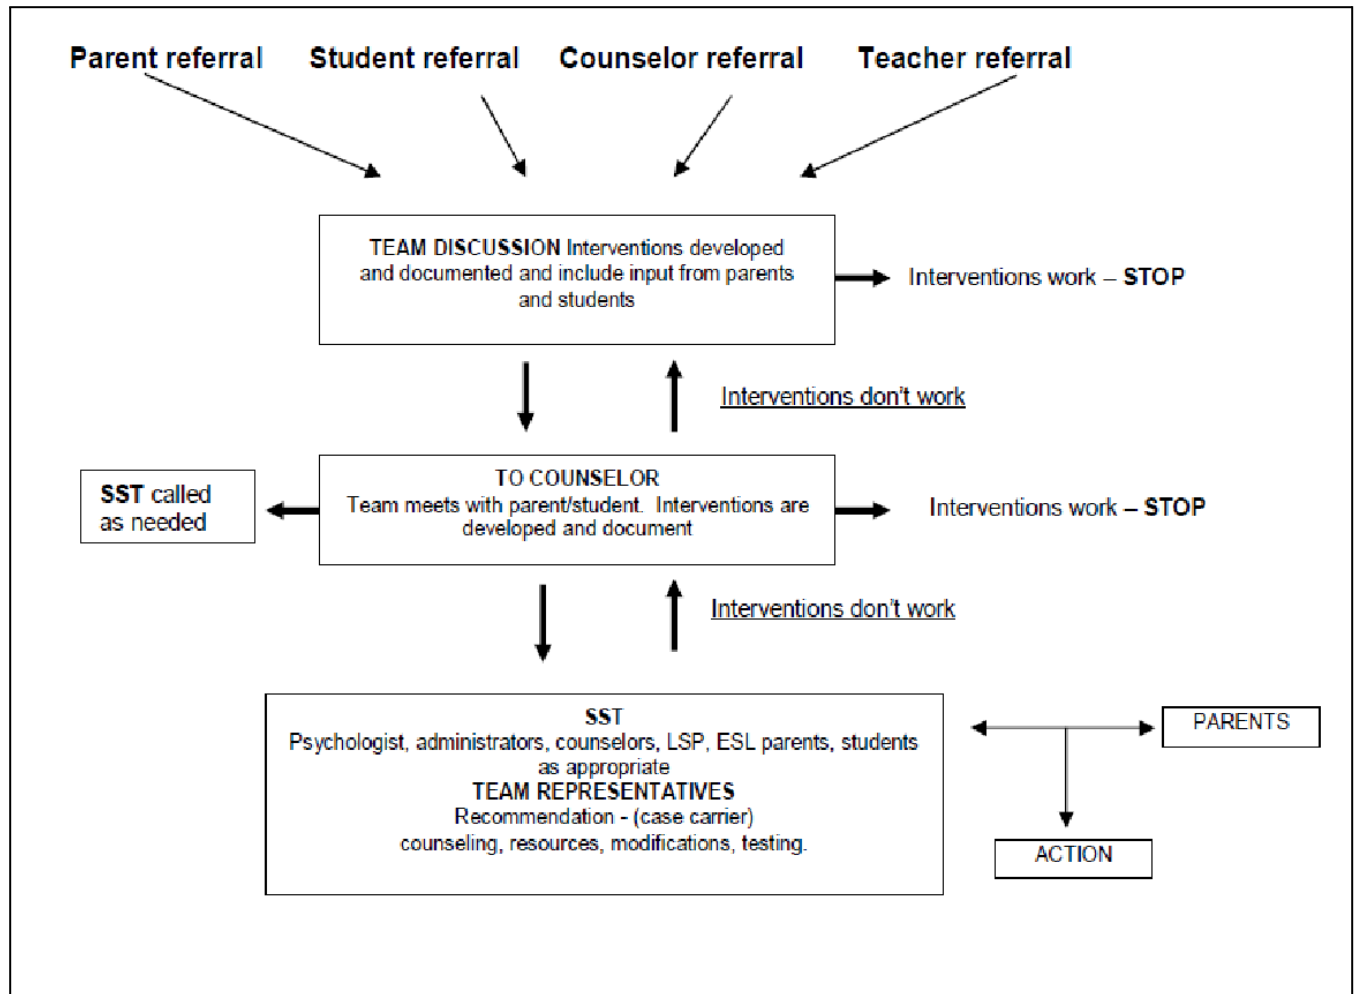 Parent referral Student referral Counselor referral Teacher referral
TEAM DISCUSSION Interventions developed
and documented and include input from parents
and students
Interventions work – STOP
Interventions don't work
TO COUNSELOR
Team meets with parent/student. Interventions are
developed and document
SST called
as needed
Interventions work – STOP
Interventions don't work
SST
Psychologist, administrators, counselors, LSP, ESL parents, students
as appropriate
TEAM REPRESENTATIVES
Recommendation - (case carrier)
counseling, resources, modifications, testing.
PARENTS
ACTION